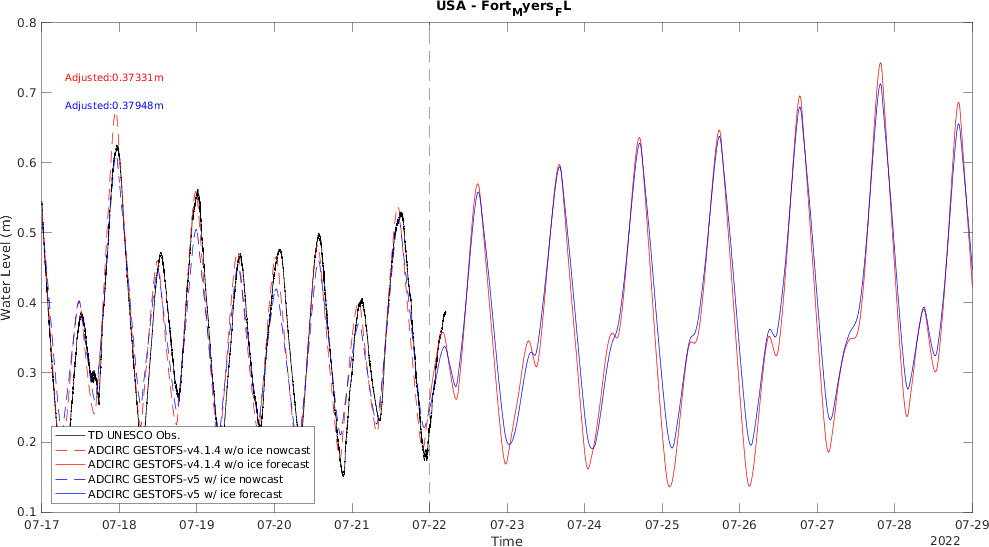 USA - FortMyersFL
0.8
0.7
0.6
0.5
0.4
0.3
0.2
0.1
Water Level (m)
Adjusted:0.37331m
Adjusted:0.37948m
TD UNESCO Obs.
ADCIRC GESTOFS-v4.1.4 w/o ice nowcast
ADCIRC GESTOFS-v4.1.4 w/o ice forecast
ADCIRC GESTOFS-v5 w/ ice nowcast
ADCIRC GESTOFS-v5 w/ ice forecast
07-17 07-18 07-19 07-20 07-21 07-22 07-23 07-24 07-25 07-26 07-27 07-28 07-29
Time
2022